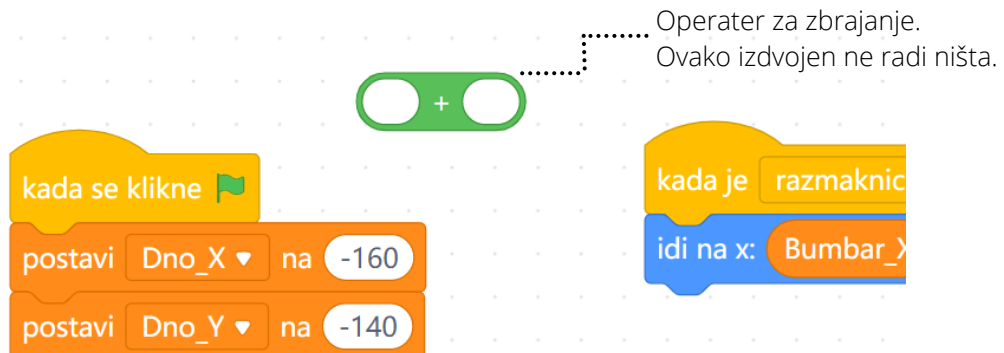 Operater za zbrajanje.
Ovako izdvojen ne radi ništa.
+
kada se klikne
postavi Dno_X na -160
postavi Dno_Y na -140
kada je razmaknic
idi na x: Bumbar_X